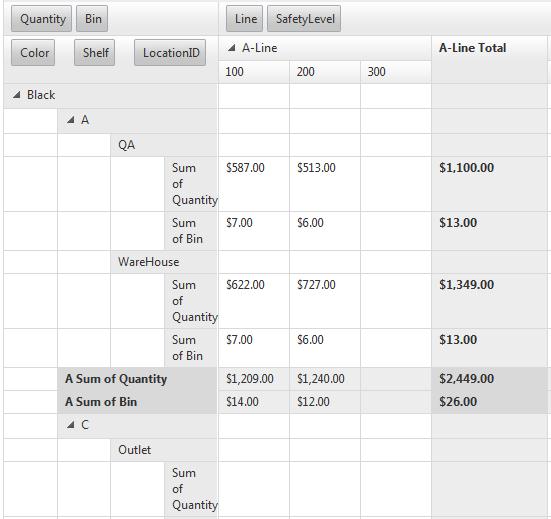 Quantity Bin Line SafetyLevel
Color Shelf LocationID A-Line A-Line Total
100 200 300
Black
A
QA
Sum of Quantity $587.00 $513.00 $1,100.00
Sum of Bin $7.00 $6.00 $13.00
WareHouse
Sum of Quantity $622.00 $727.00 $1,349.00
Sum of Bin $7.00 $6.00 $13.00
A Sum of Quantity $1,209.00 $1,240.00 $2,449.00
A Sum of Bin $14.00 $12.00 $26.00
C
Outlet
Sum of Quantity